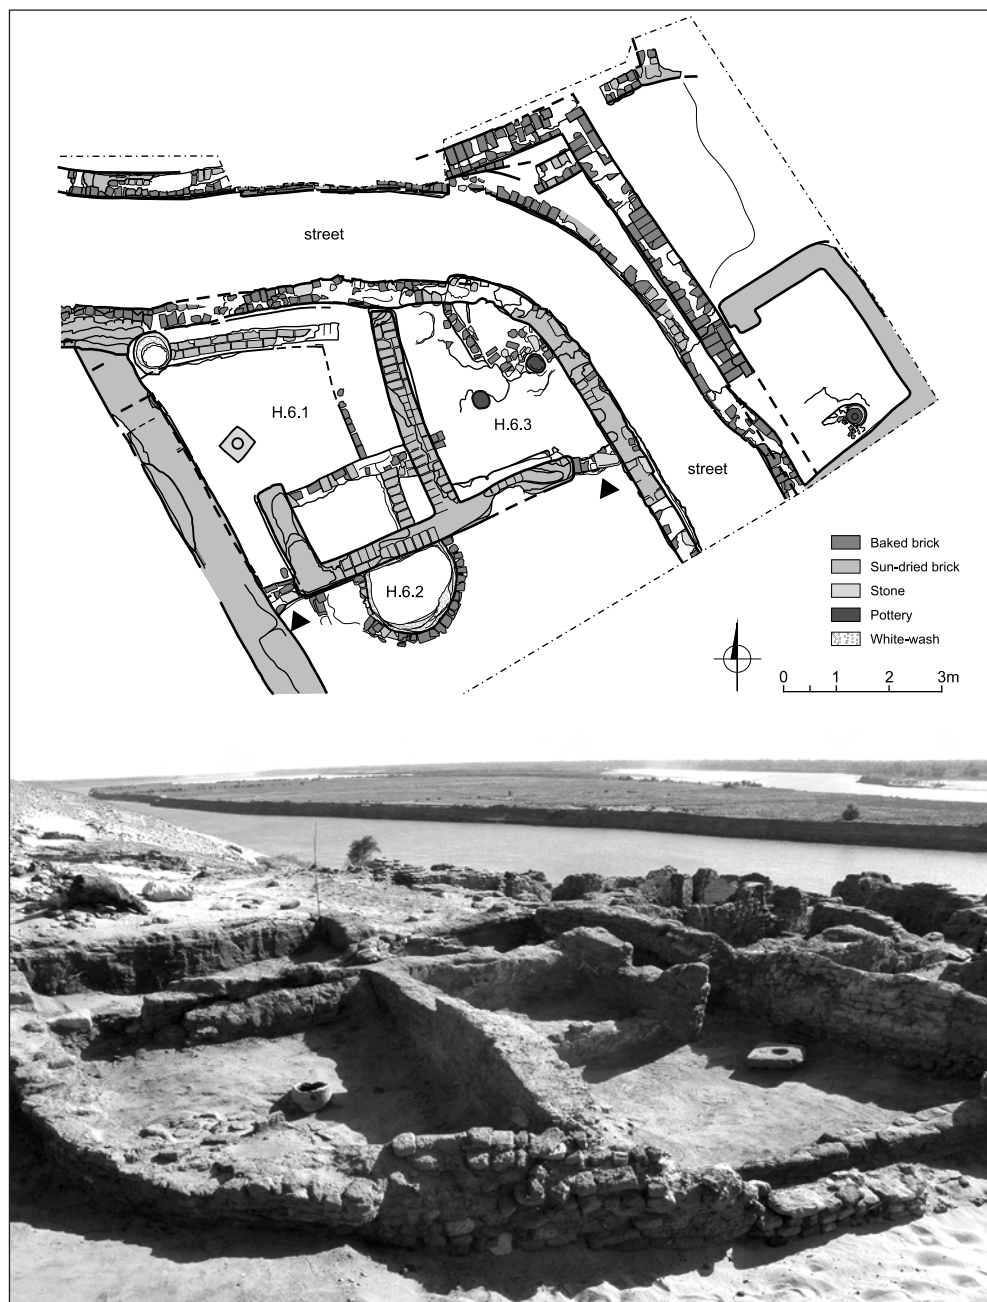 street
H.6.1
H.6.3
street
H.6.2
Baked brick
Sun-dried brick
Stone
Pottery
White-wash
0 1 2 3m